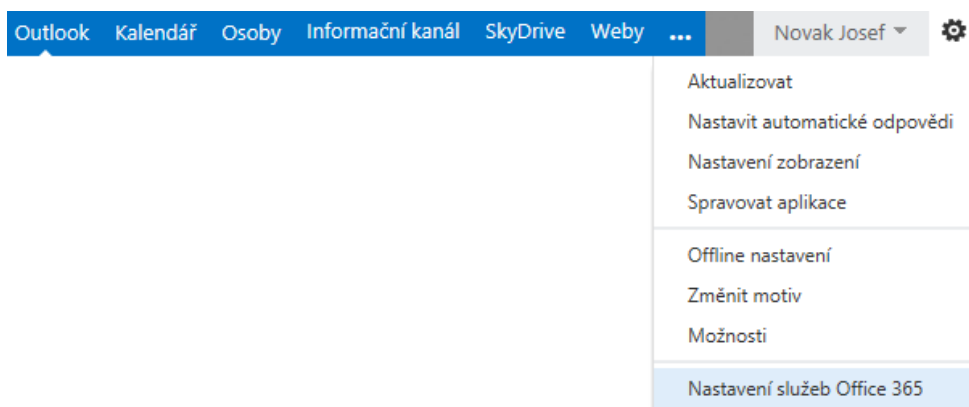 Outlook Kalendář Osoby Informační kanál SkyDrive Weby ... Novak Josef
Aktualizovat
Nastavit automatické odpovědi
Nastavení zobrazení
Spravovat aplikace
Offline nastavení
Změnit motiv
Možnosti
Nastavení služeb Office 365